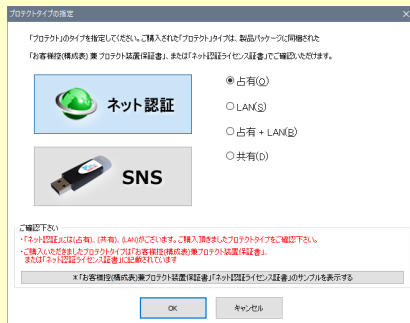 プロテクトタイプの指定
「プロテクト」のタイプを指定してください。ご購入された「プロテクト」タイプは、製品パッケージに同梱された
「お客様控(構成表) 兼 プロテクト装置保証書」、または「ネット認証ライセンス証書」でご確認いただけます。
ネット認証
SNS
占有(O)
LAN(S)
占有 + LAN(B)
共有(D)
ご確認下さい
・「ネット認証」には(占有)、(共有)、(LAN)がございます。ご購入頂きましたプロテクトタイプをご確認下さい。
・ご購入いただきましたプロテクトタイプは「お客様控(構成表)兼プロテクト装置保証書」、
または「ネット認証ライセンス証書」に記載されています
*「お客様控(構成表)兼プロテクト装置保証書」「ネット認証ライセンス証書」のサンプルを表示する
OK
キャンセル